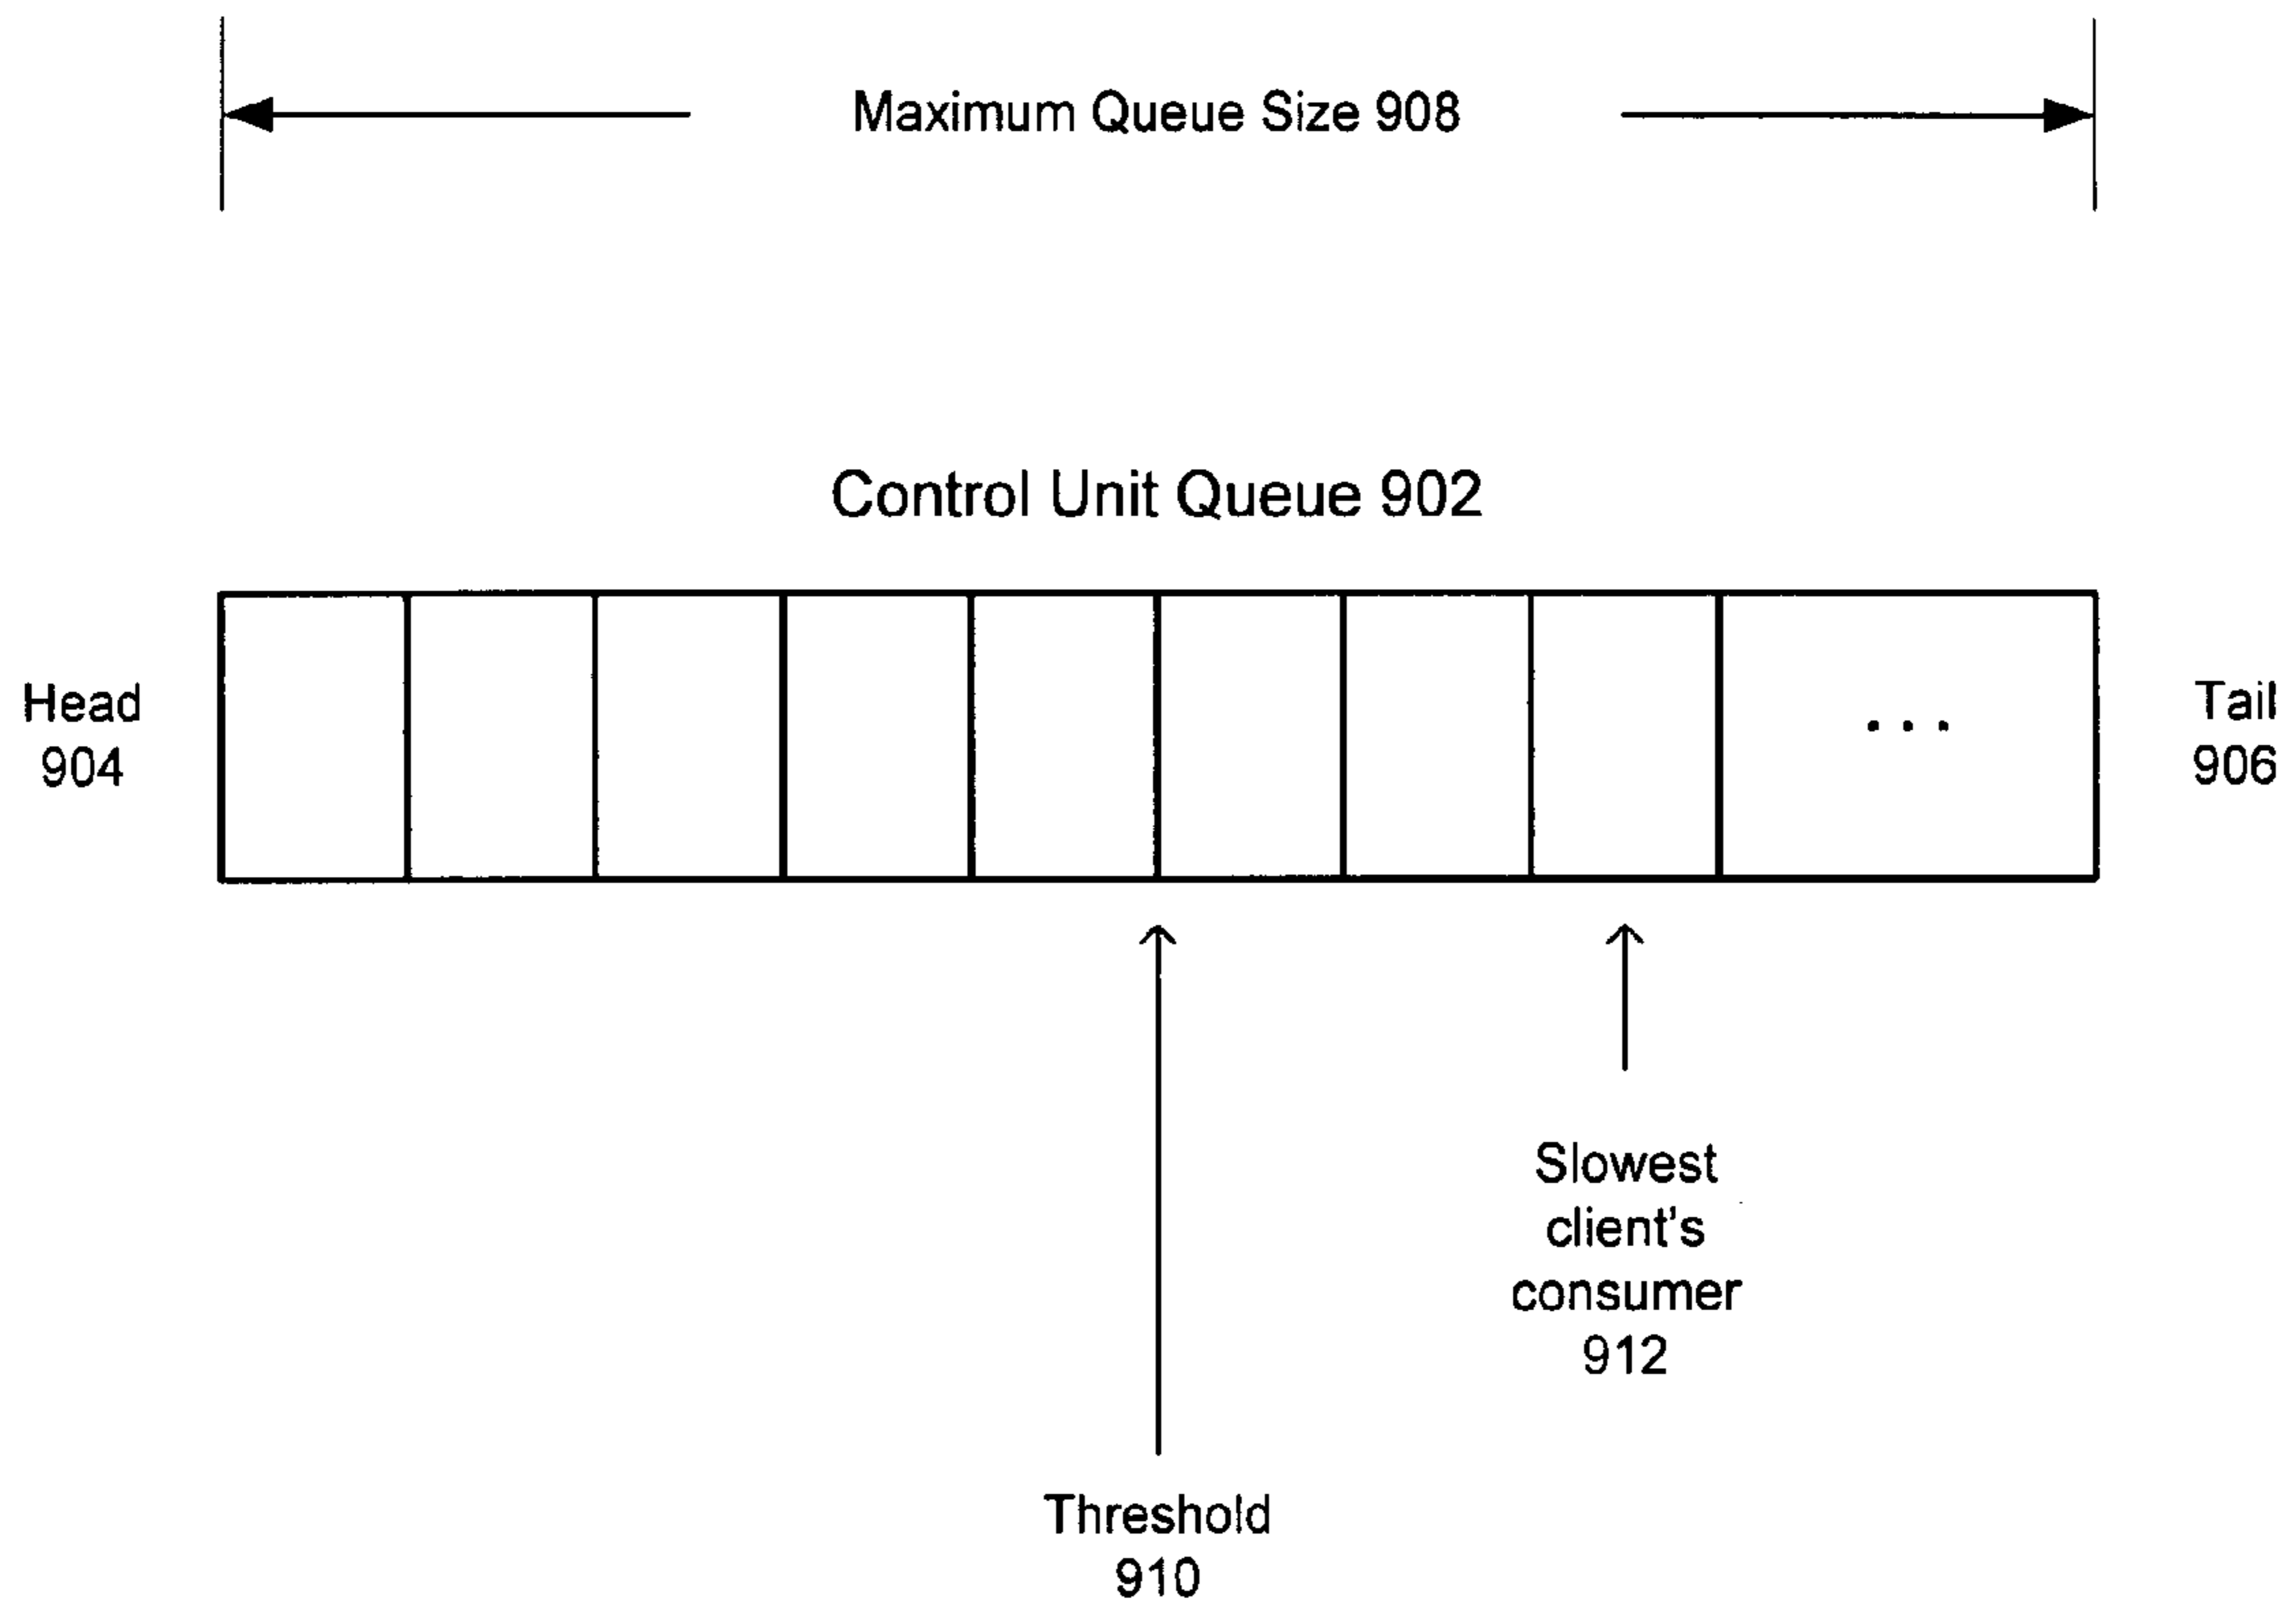 Maximum Queue Size 908
Control Unit Queue 902
Head
904
...
Tail
906
Slowest
client's
consumer
912
Threshold
910